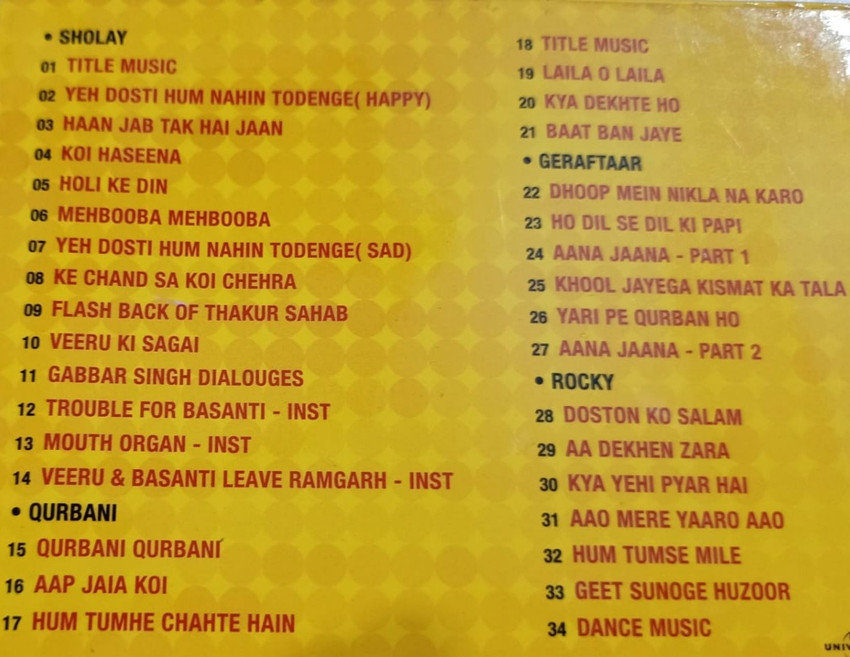 • SHOLAY
01 TITLE MUSIC
02 YEH DOSTI HUM NAHIN TODENGE( HAPPY)
03 HAAN JAB TAK HAI JAAN
04 KOI HASEENA
05 HOLI KE DIN
06 MEHBOOBA MEHBOOBA
07 YEH DOSTI HUM NAHIN TODENGE( SAD)
08 KE CHAND SA KOI CHEHRA
09 FLASH BACK OF THAKUR SAHAB
10 VEERU KI SAGAI
11 GABBAR SINGH DIALOUGES
12 TROUBLE FOR BASANTI - INST
13 MOUTH ORGAN - INST
14 VEERU & BASANTI LEAVE RAMGARH - INST
• QURBANI
15 QURBANI QURBANI
16 AAP JAIA KOI
17 HUM TUMHE CHAHTE HAIN
18 TITLE MUSIC
19 LAILA O LAILA
20 KYA DEKHTE HO
21 BAAT BAN JAYE
• GERAFTAAR
22 DHOOP MEIN NIKLA NA KARO
23 HO DIL SE DIL KI PAPI
24 AANA JAANA - PART 1
25 KHOOL JAYEGA KISMAT KA TALA
26 YARI PE QURBAN HO
27 AANA JAANA - PART 2
• ROCKY
28 DOSTON KO SALAM
29 AA DEKHEN ZARA
30 KYA YEHI PYAR HAI
31 AAO MERE YAARO AAO
32 HUM TUMSE MILE
33 GEET SUNOGE HUZOOR
34 DANCE MUSIC